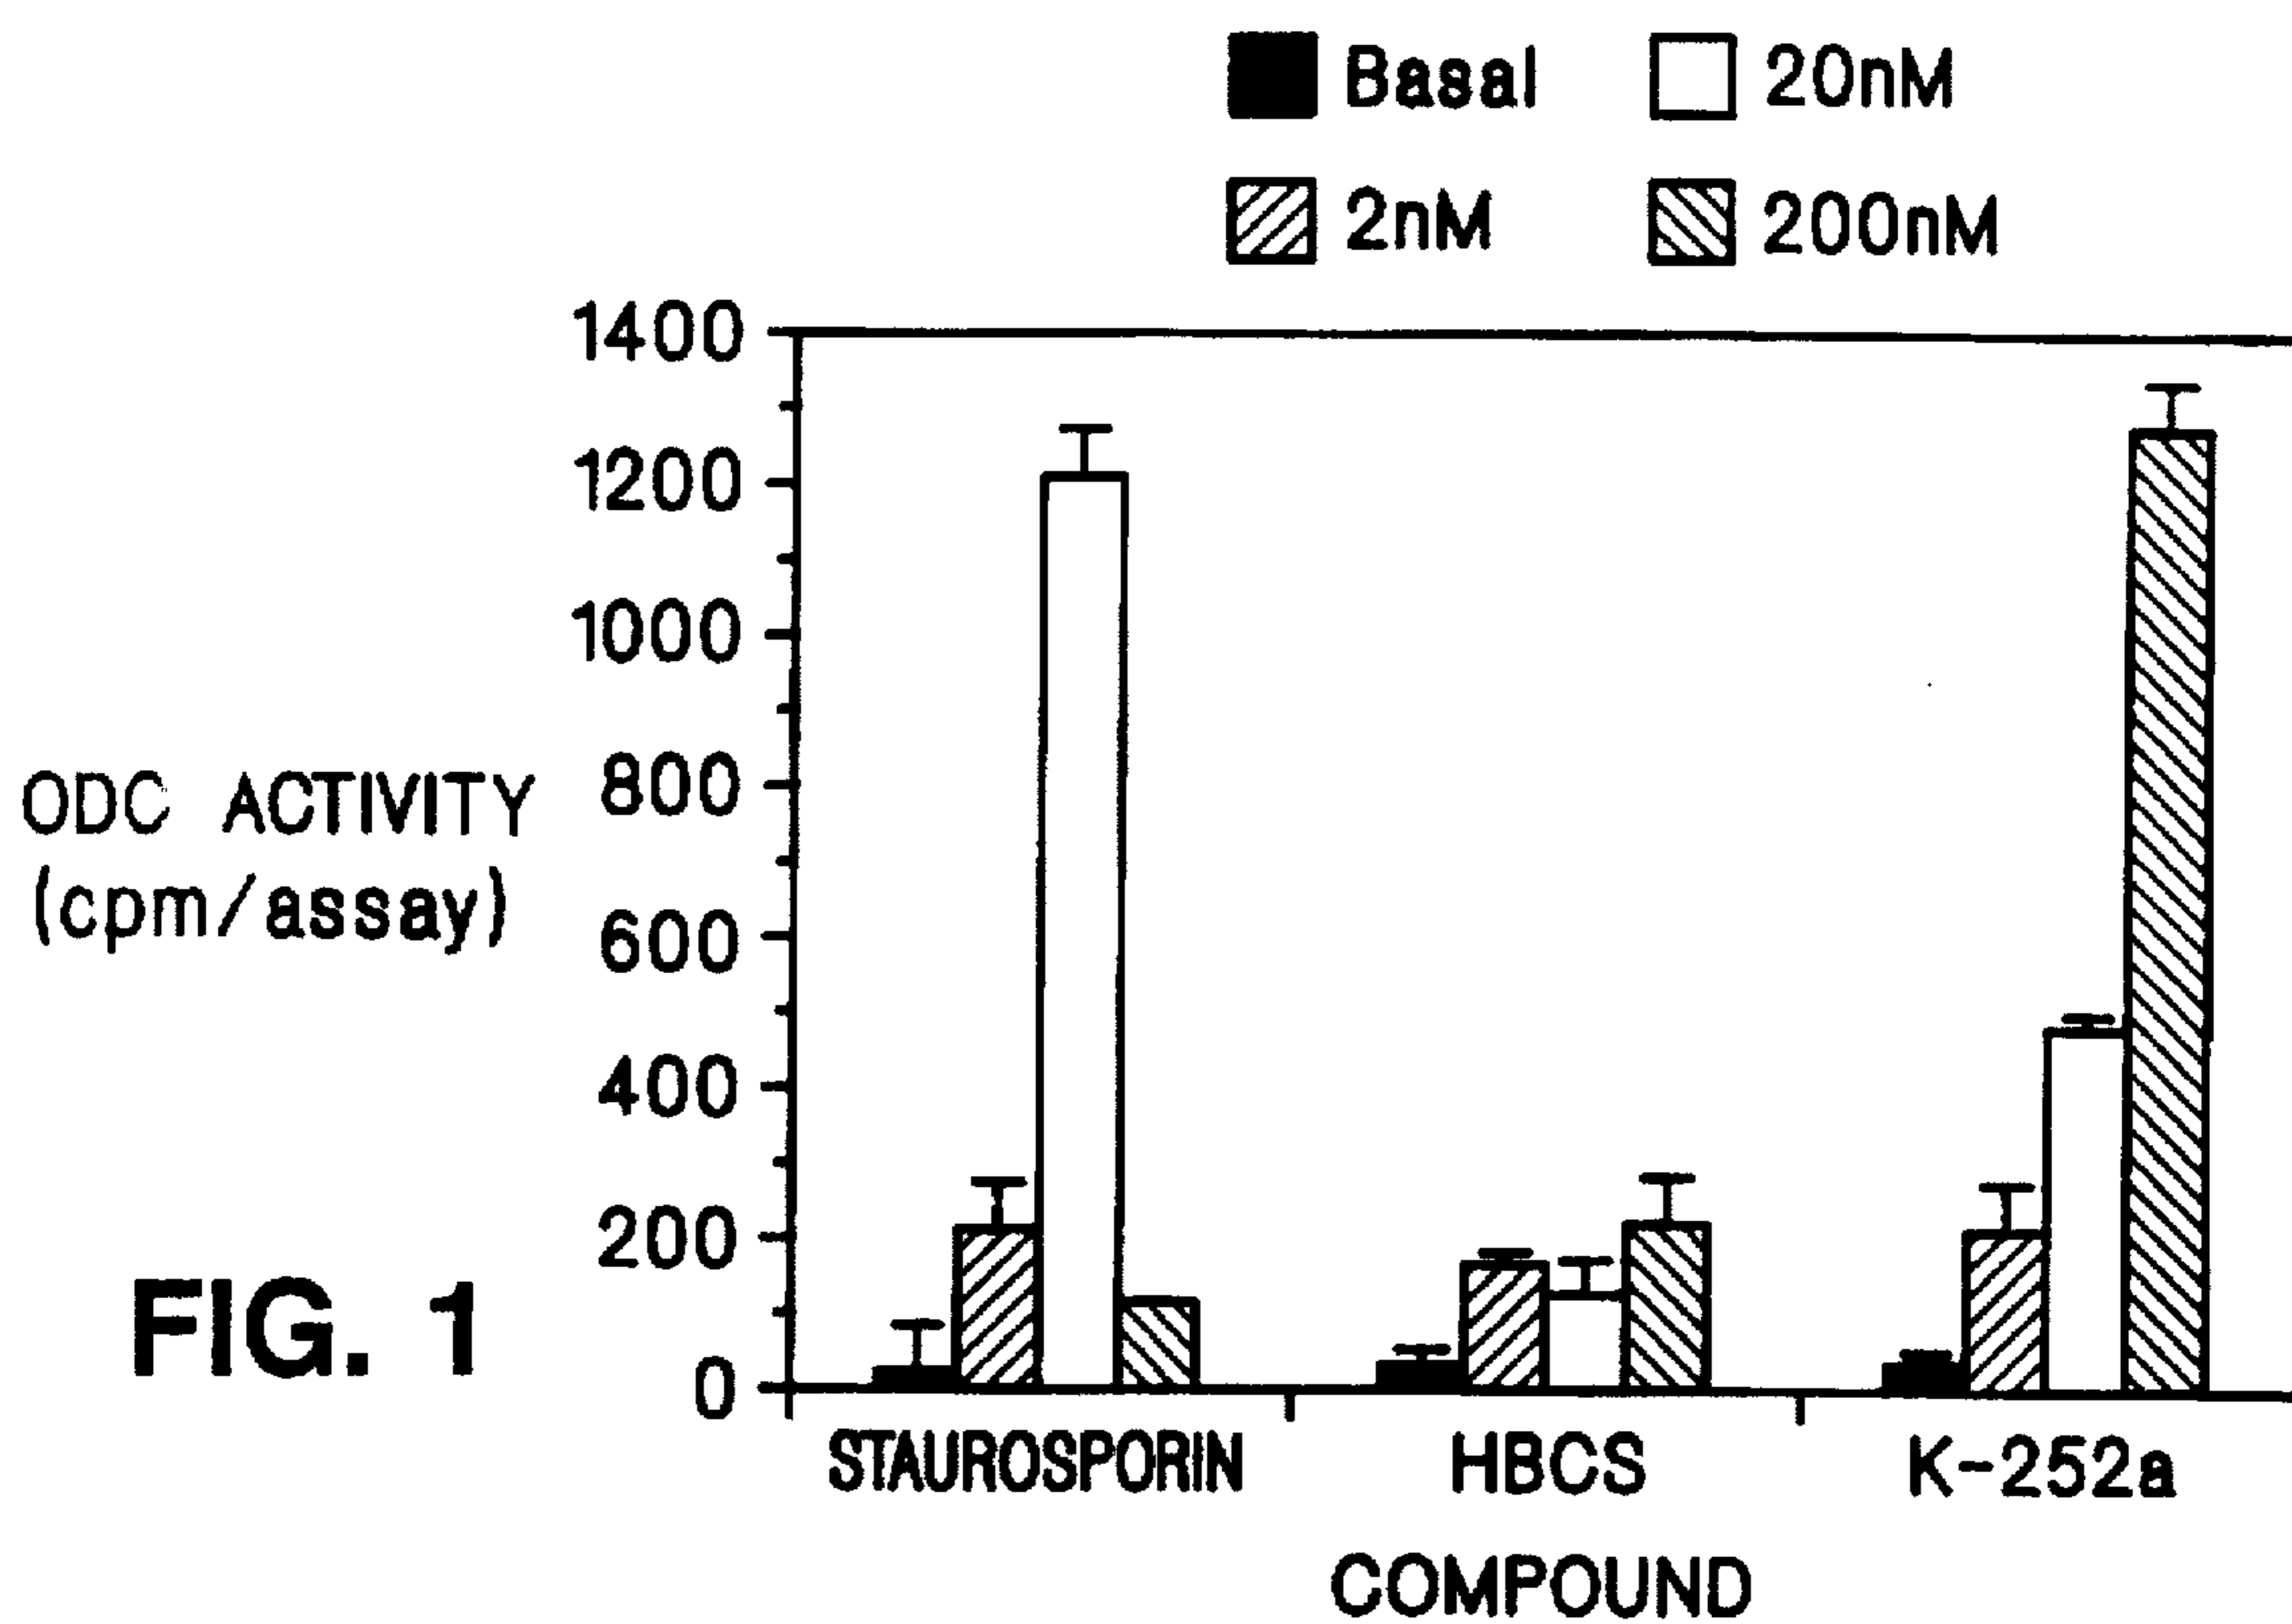 Basal 20nM
2nM 200nM
1400
1200
1000
800
600
400
200
0
ODC ACTIVITY
(cpm/assay)
FIG. 1
STAUROSPORIN HBCS K-252a
COMPOUND